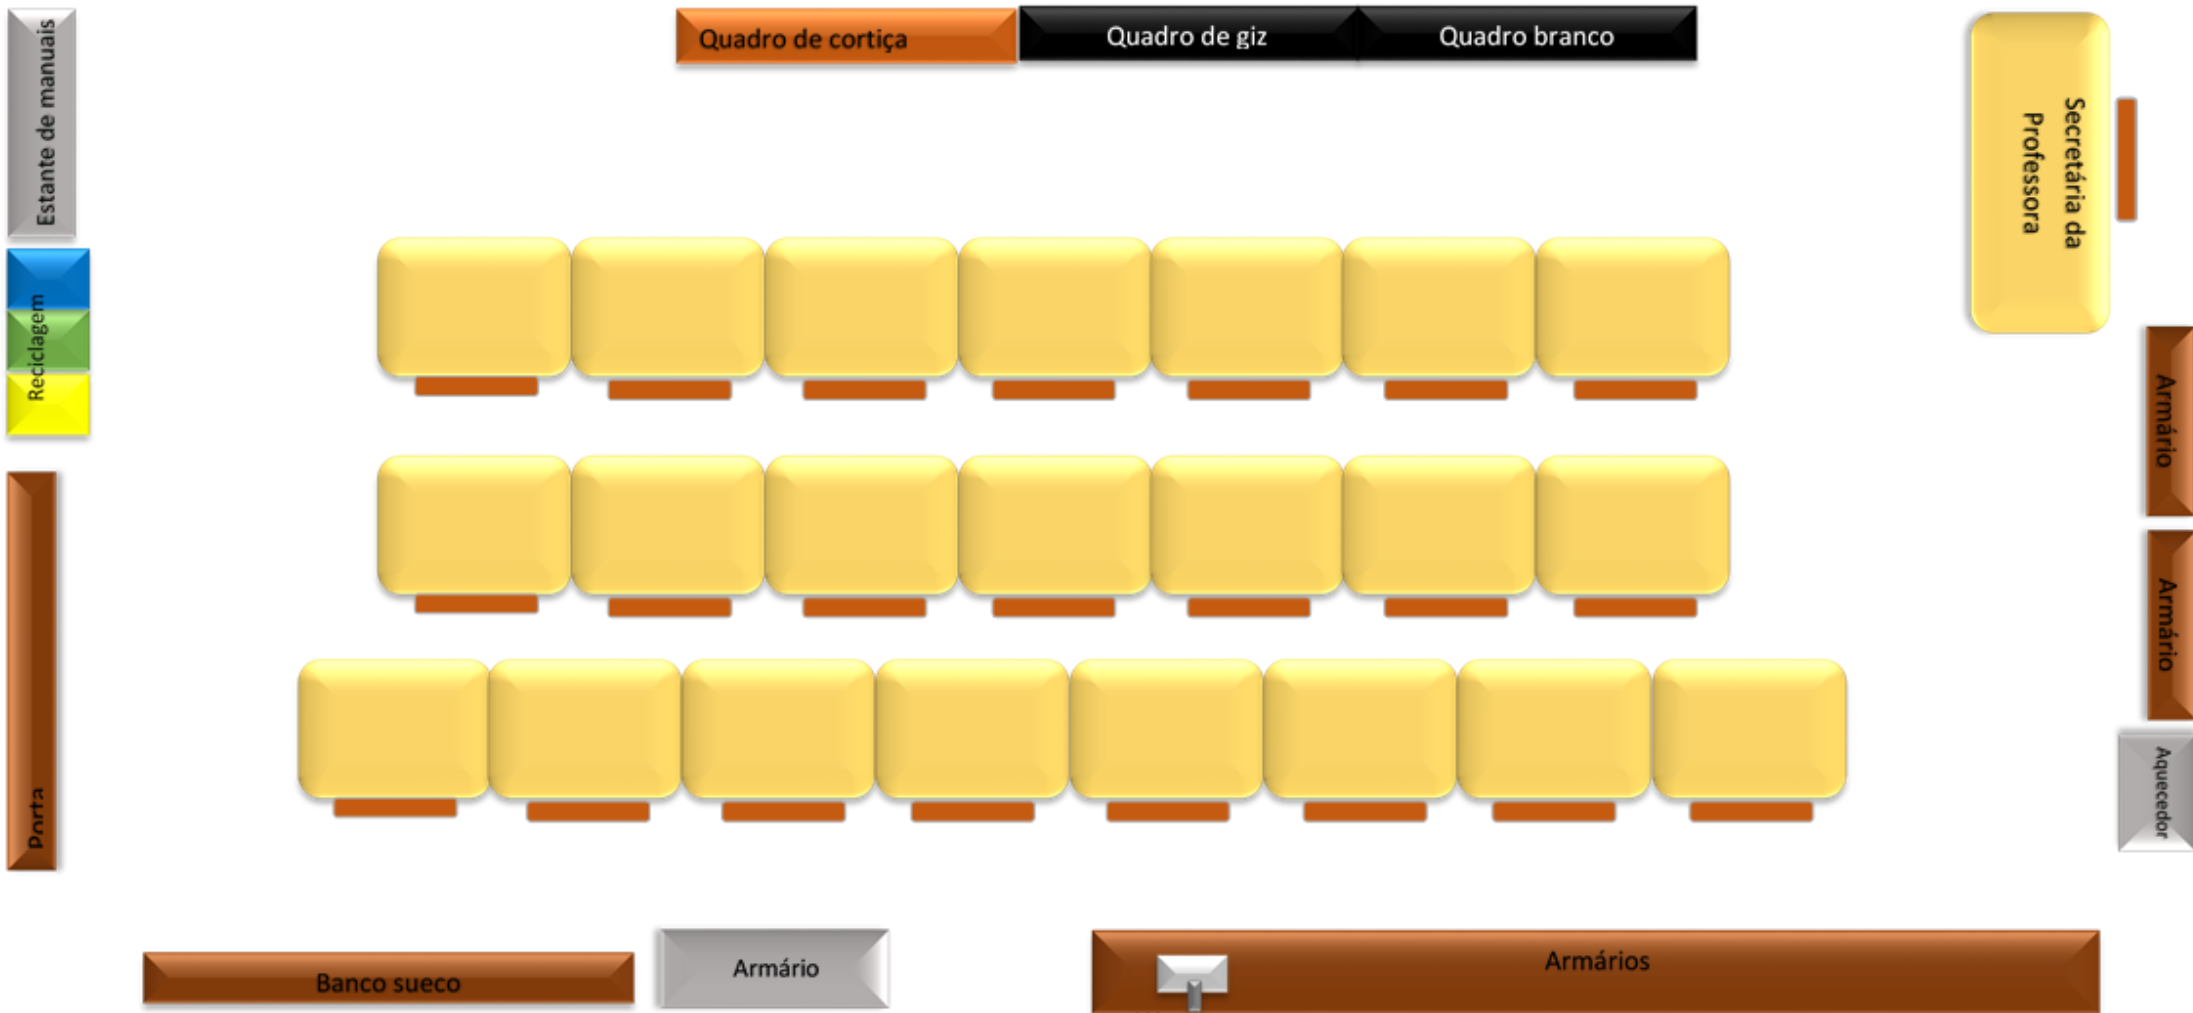 Quadro de cortiça
Quadro de giz
Quadro branco
Estante de manuais
Secretária da
Professora
Reciclagem
Armário
Armário
Porta
Aquecedor
Banco sueco
Armário
Armários